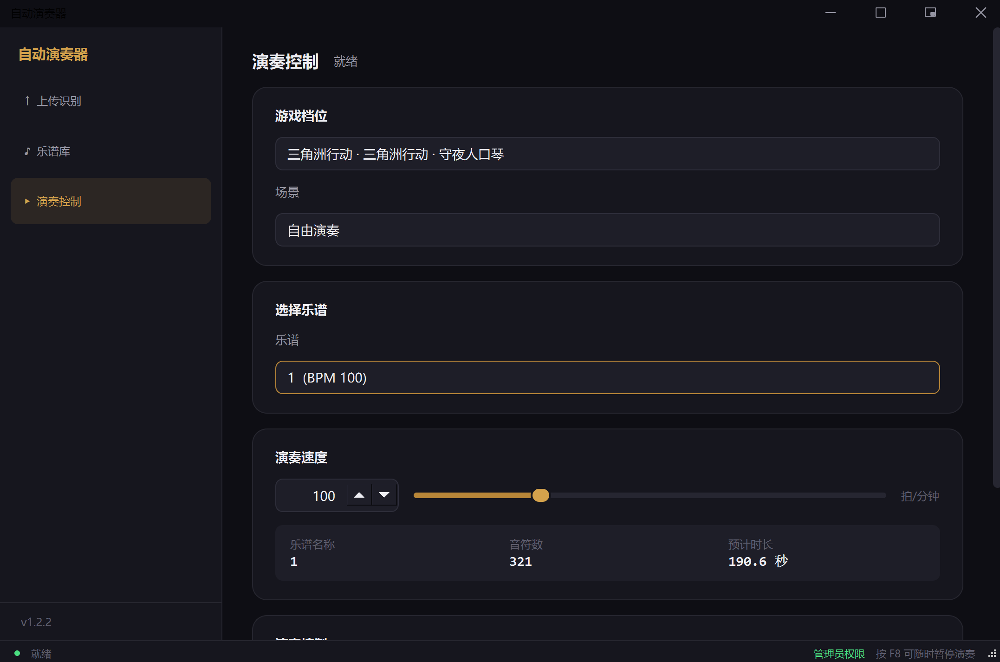 自动演奏器
自动演奏器
↑ 上传识别
♪ 乐谱库
▶ 演奏控制
v1.2.2
演奏控制 就绪
游戏档位
三角洲行动 · 三角洲行动 · 守夜人口琴
场景
自由演奏
选择乐谱
乐谱
1 (BPM 100)
演奏速度
100 拍/分钟
乐谱名称 音符数 预计时长
1 321 190.6 秒
演奏控制
就绪 管理员权限 按 F8 可随时暂停演奏